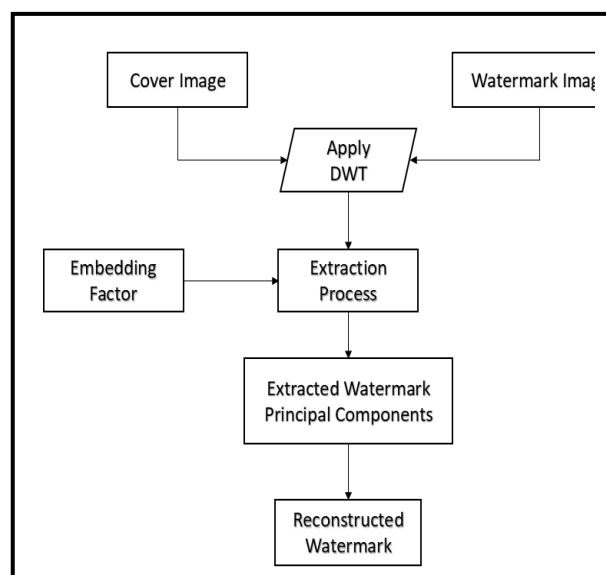 Cover Image
Watermark Imag
Apply
DWT
Embedding
Factor
Extraction
Process
Extracted Watermark
Principal Components
Reconstructed
Watermark